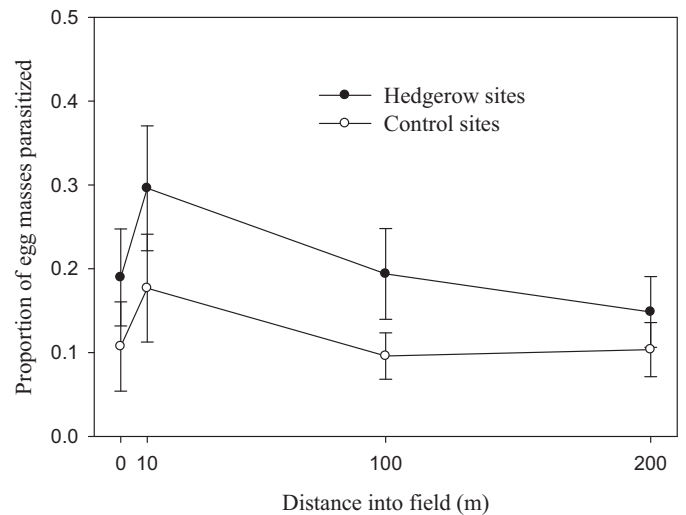 0.5
0.4
0.3
0.2
0.1
0.0
Proportion of egg masses parasitized
Hedgerow sites
Control sites
0 10 100 200
Distance into field (m)